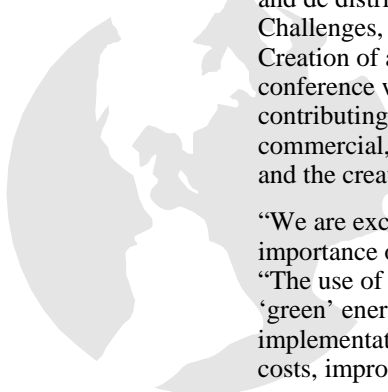 and dc distri
Challenges,
Creation of a
conference w
contributing
commercial,
and the creat
“We are exc
importance o
“The use of
‘green’ ener
implementat
costs, impro